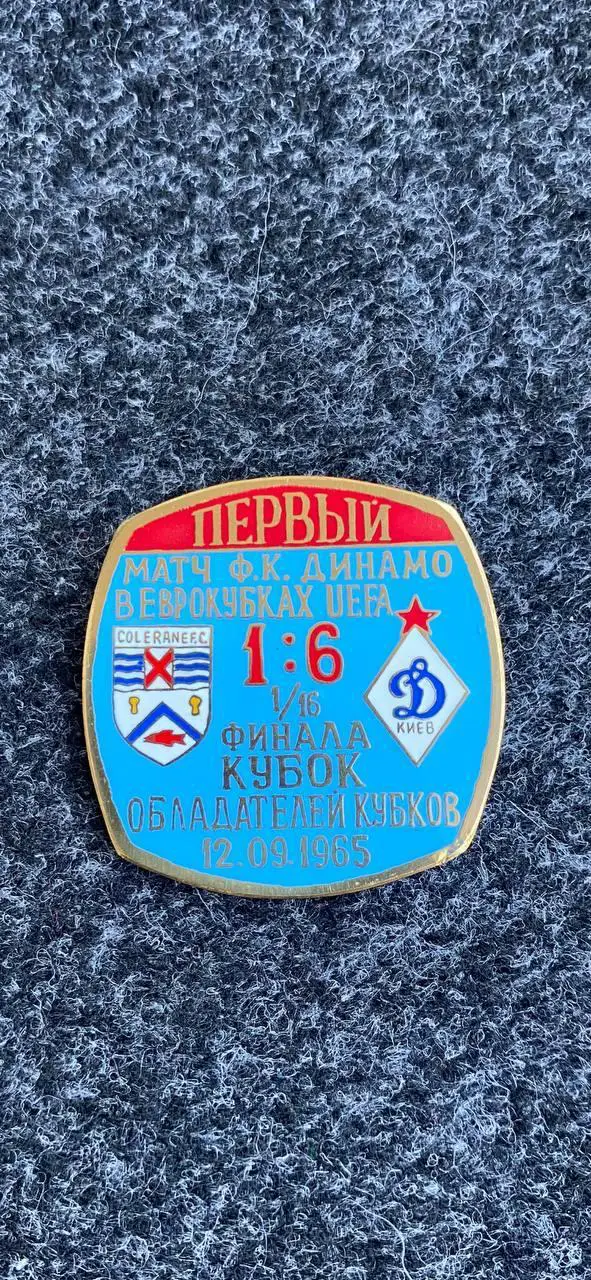 ПЕРВЫЙ
МАТЧ Ф.К. ДИНАМО
В ЕВРОКУБКАХ UEFA
COLERANE F.C.
1:6
Д
КИЕВ
1/16
ФИНАЛА
КУБОК
ОБЛАДАТЕЛЕЙ КУБКОВ
12.09.1965